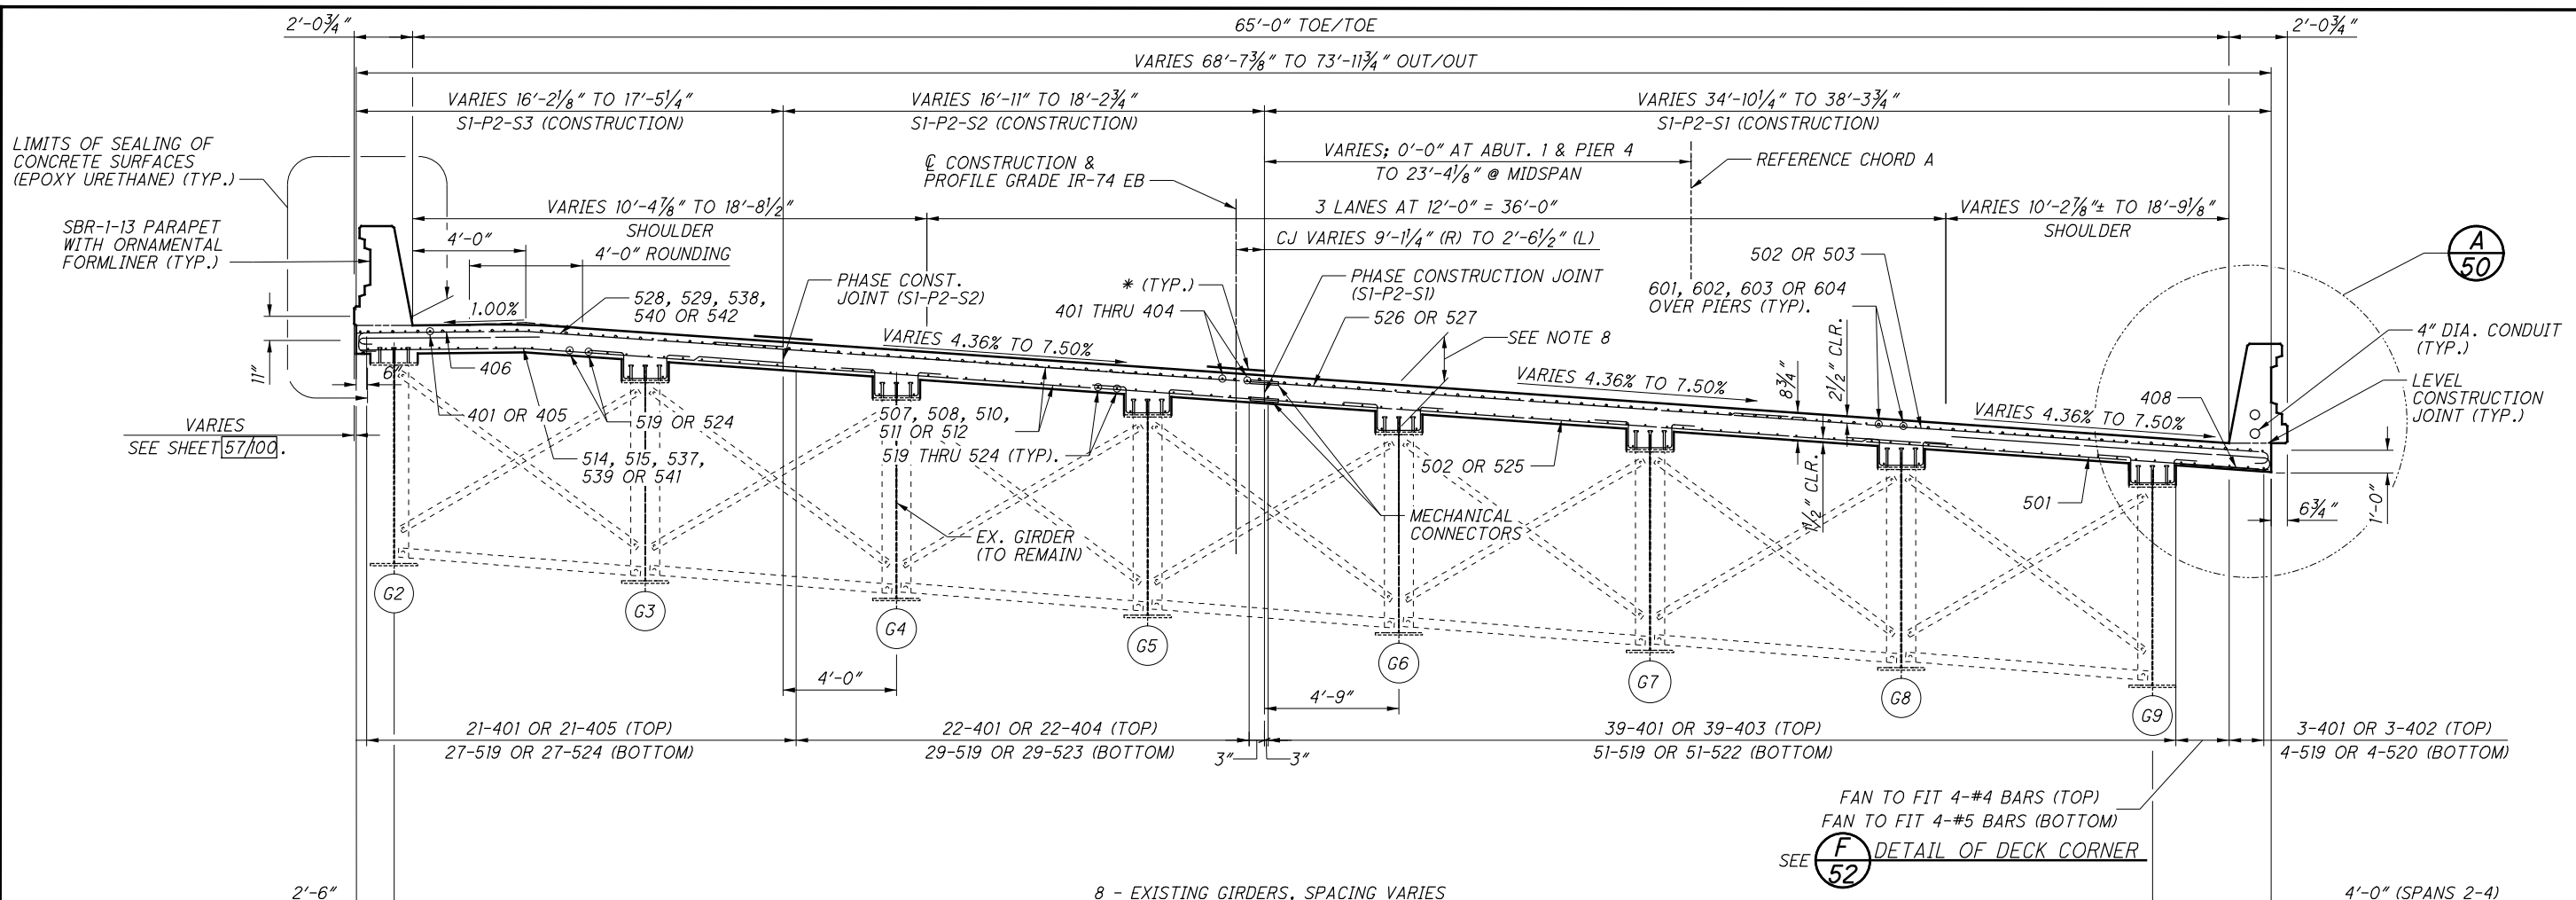 2'-0¾"
65'-0" TOE/TOE
2'-0¾"
VARIES 68'-7⅜" TO 73'-11¾" OUT/OUT
VARIES 16'-2⅛" TO 17'-5¼"
S1-P2-S3 (CONSTRUCTION)
VARIES 16'-11" TO 18'-2¾"
S1-P2-S2 (CONSTRUCTION)
VARIES 34'-10¼" TO 38'-3¾"
S1-P2-S1 (CONSTRUCTION)
LIMITS OF SEALING OF
CONCRETE SURFACES
(EPOXY URETHANE) (TYP.)
℄ CONSTRUCTION &
PROFILE GRADE IR-74 EB
VARIES; 0'-0" AT ABUT. 1 & PIER 4
TO 23'-4⅛" @ MIDSPAN
REFERENCE CHORD A
SBR-1-13 PARAPET
WITH ORNAMENTAL
FORMLINER (TYP.)
VARIES 10'-4⅞" TO 18'-8½"
SHOULDER
3 LANES AT 12'-0" = 36'-0"
VARIES 10'-2⅞"± TO 18'-9⅛"
SHOULDER
4'-0"
4'-0" ROUNDING
CJ VARIES 9'-1¼" (R) TO 2'-6½" (L)
A
50
502 OR 503
PHASE CONST.
JOINT (S1-P2-S2)
* (TYP.)
401 THRU 404
PHASE CONSTRUCTION JOINT
(S1-P2-S1)
526 OR 527
601, 602, 603 OR 604
OVER PIERS (TYP).
528, 529, 538,
540 OR 542
1.00%
VARIES 4.36% TO 7.50%
SEE NOTE 8
VARIES 4.36% TO 7.50%
8¾"
2½" CLR.
4" DIA. CONDUIT
(TYP.)
LEVEL
CONSTRUCTION
JOINT (TYP.)
408
VARIES 4.36% TO 7.50%
11"
6"
406
401 OR 405
519 OR 524
507, 508, 510,
511 OR 512
519 THRU 524 (TYP).
VARIES
SEE SHEET 57/100.
514, 515, 537,
539 OR 541
502 OR 525
1½" CLR.
501
6¾"
1'-0"
MECHANICAL
CONNECTORS
EX. GIRDER
(TO REMAIN)
G2
G3
G4
G5
G6
G7
G8
G9
4'-0"
4'-9"
21-401 OR 21-405 (TOP)
27-519 OR 27-524 (BOTTOM)
22-401 OR 22-404 (TOP)
29-519 OR 29-523 (BOTTOM)
3"
3"
39-401 OR 39-403 (TOP)
51-519 OR 51-522 (BOTTOM)
3-401 OR 3-402 (TOP)
4-519 OR 4-520 (BOTTOM)
FAN TO FIT 4-#4 BARS (TOP)
FAN TO FIT 4-#5 BARS (BOTTOM)
SEE F DETAIL OF DECK CORNER
52
2'-6"
8 - EXISTING GIRDERS, SPACING VARIES
4'-0" (SPANS 2-4)